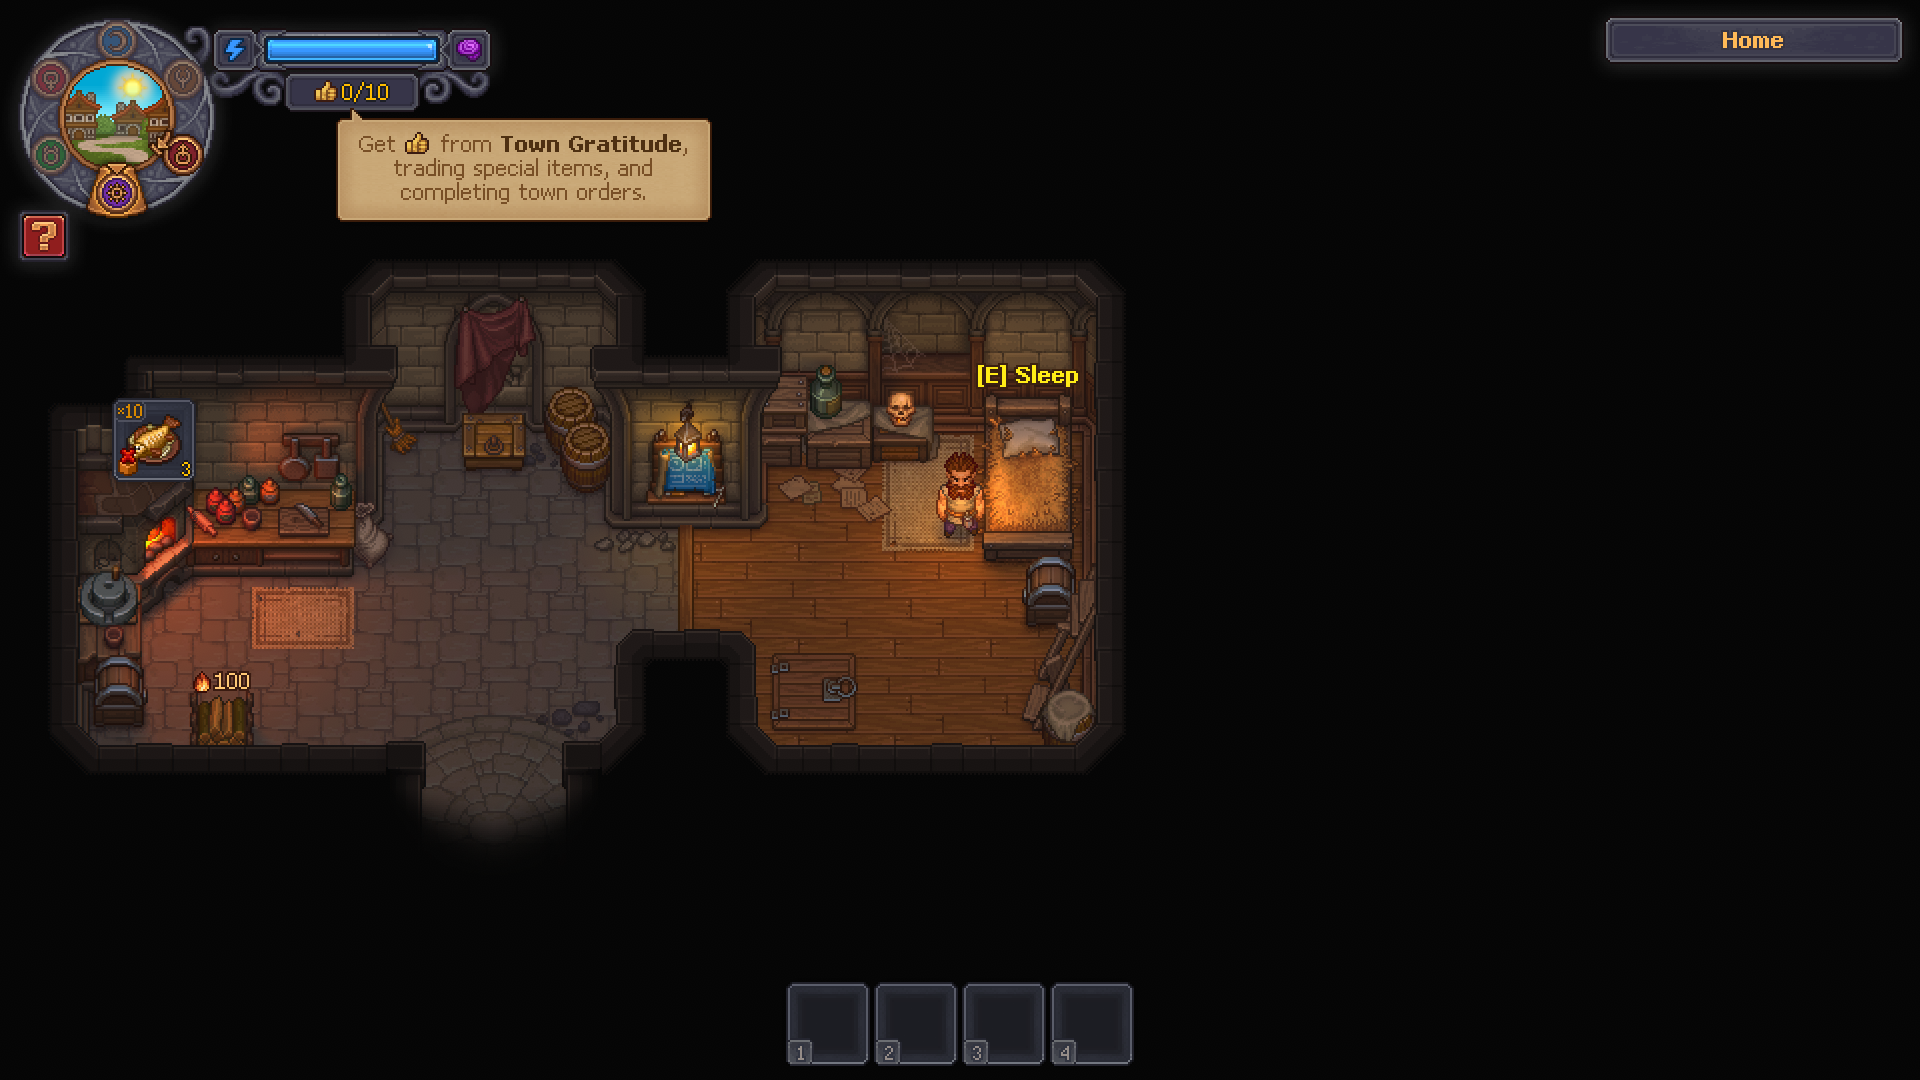 Home
0/10
Get from Town Gratitude,
trading special items, and
completing town orders.
[E] Sleep
×10
3
100
1
2
3
4